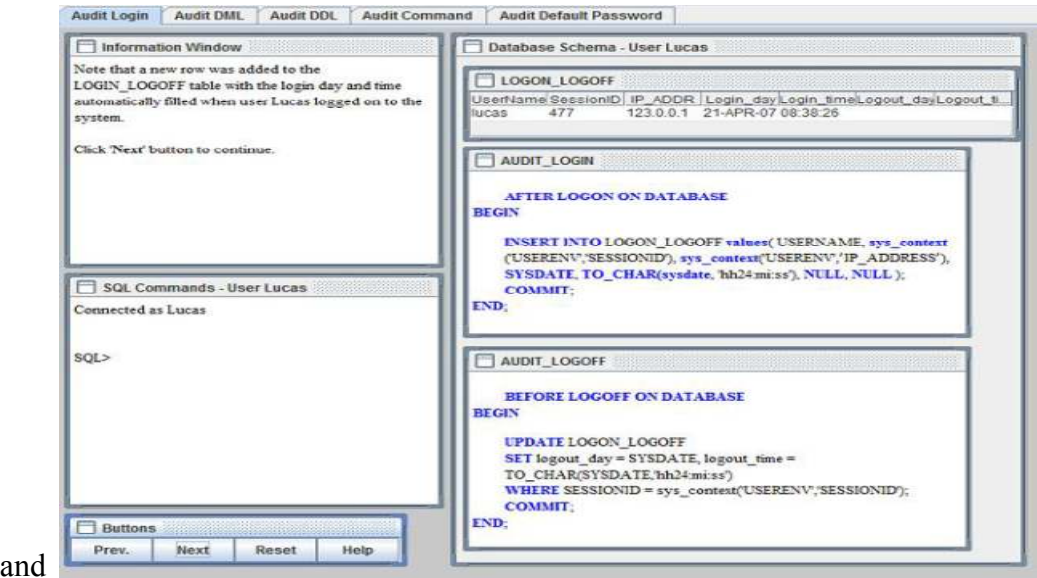 Audit Login Audit DML Audit DDL Audit Command Audit Default Password
Information Window
Note that a new row was added to the
LOGIN_LOGOFF table with the login day and time
automatically filled when user Lucas logged on to the
system.
Click 'Next' button to continue.
SQL Commands - User Lucas
Connected as Lucas
SQL>
Buttons
Prev. Next Reset Help
Database Schema - User Lucas
LOGON_LOGOFF
UserName SessionID IP_ADDR Login_day Login_time Logout_day Logout_ti...
lucas 477 123.0.0.1 21-APR-07 08:38:26
AUDIT_LOGIN
AFTER LOGON ON DATABASE
BEGIN
INSERT INTO LOGON_LOGOFF values( USERNAME, sys_context
('USERENV','SESSIONID'), sys_context('USERENV','IP_ADDRESS'),
SYSDATE, TO_CHAR(sysdate, 'hh24:mi:ss'), NULL, NULL );
COMMIT;
END;
AUDIT_LOGOFF
BEFORE LOGOFF ON DATABASE
BEGIN
UPDATE LOGON_LOGOFF
SET logout_day = SYSDATE, logout_time =
TO_CHAR(SYSDATE,'hh24:mi:ss')
WHERE SESSIONID = sys_context('USERENV','SESSIONID');
COMMIT;
END;
and